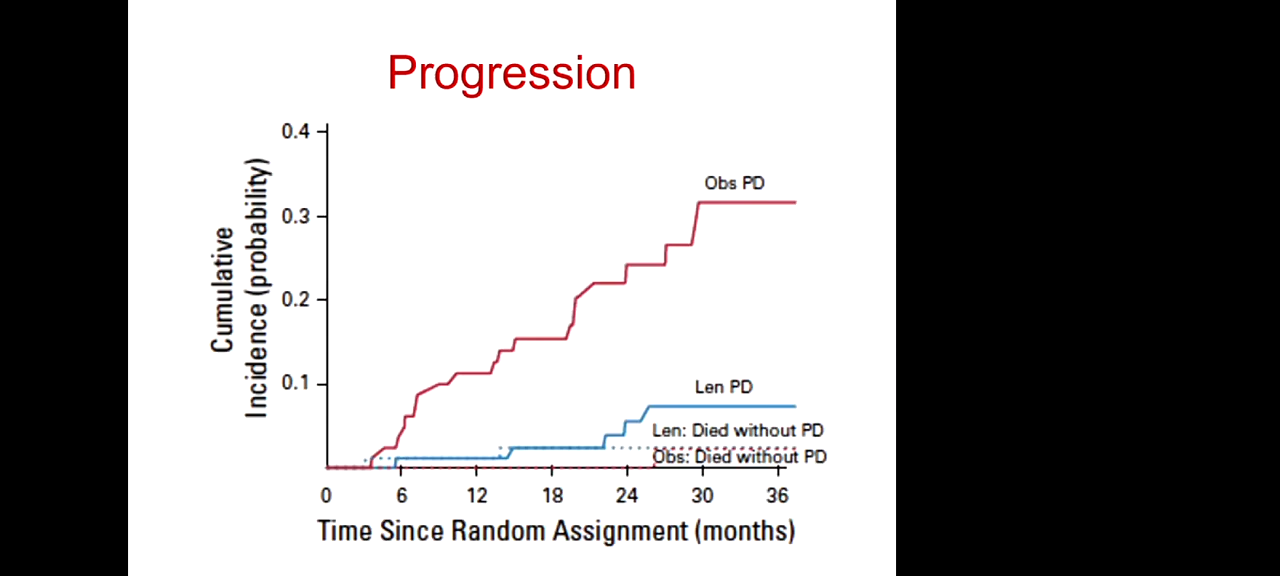 Progression
Cumulative
Incidence (probability)
0.4
0.3
0.2
0.1
Obs PD
Len PD
Len: Died without PD
Obs: Died without PD
0 6 12 18 24 30 36
Time Since Random Assignment (months)